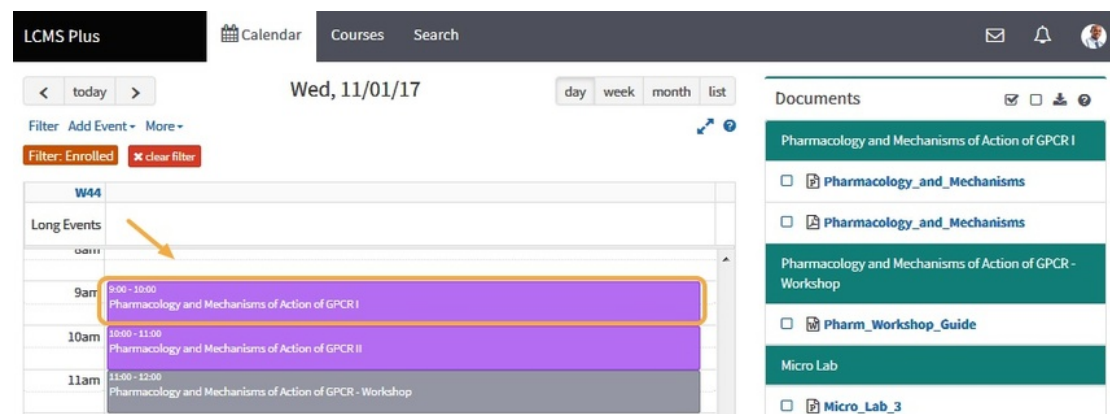 LCMS Plus
Calendar
Courses
Search
today
Wed, 11/01/17
day
week
month
list
Filter
Add Event
More
Filter: Enrolled
clear filter
W44
Long Events
8am
9am
9:00 - 10:00
Pharmacology and Mechanisms of Action of GPCR I
10am
10:00 - 11:00
Pharmacology and Mechanisms of Action of GPCR II
11am
11:00 - 12:00
Pharmacology and Mechanisms of Action of GPCR - Workshop
Documents
Pharmacology and Mechanisms of Action of GPCR I
Pharmacology_and_Mechanisms
Pharmacology_and_Mechanisms
Pharmacology and Mechanisms of Action of GPCR -
Workshop
Pharm_Workshop_Guide
Micro Lab
Micro_Lab_3